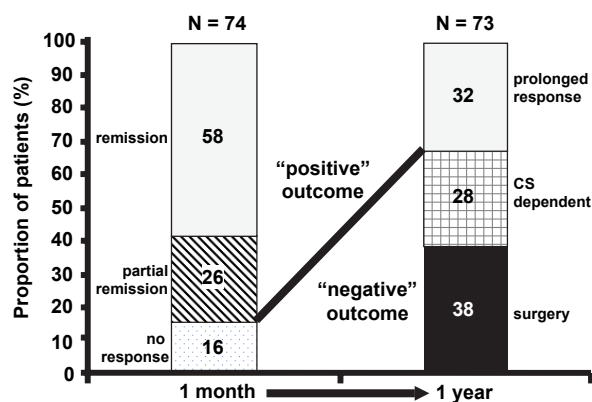 N = 74
N = 73
Proportion of patients (%)
100
90
80
70
60
50
40
30
20
10
0
remission
58
partial
remission
26
no
response
16
“positive”
outcome
“negative”
outcome
32
prolonged
response
28
CS
dependent
38
surgery
1 month
1 year